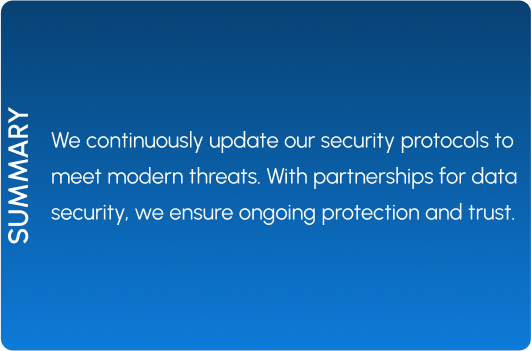 SUMMARY
We continuously update our security protocols to
meet modern threats. With partnerships for data
security, we ensure ongoing protection and trust.